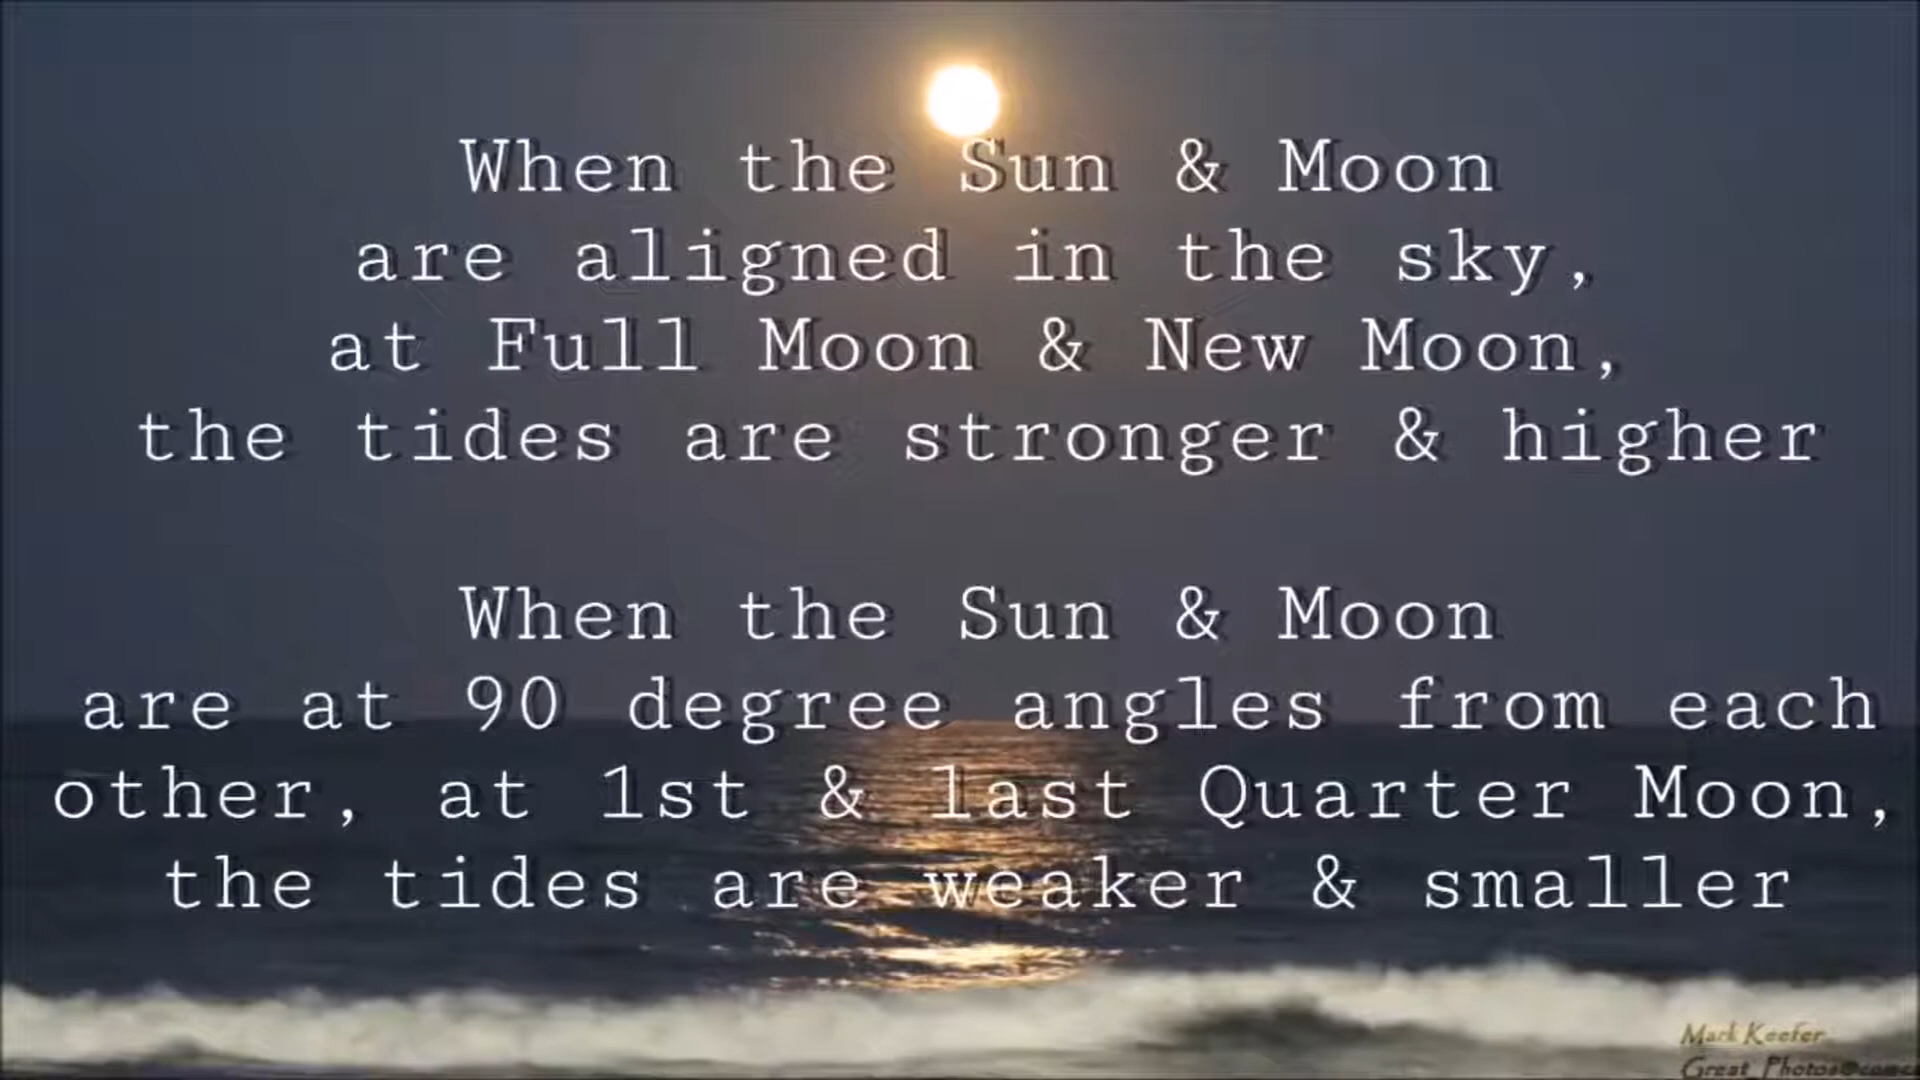 When the Sun & Moon
are aligned in the sky,
at Full Moon & New Moon,
the tides are stronger & higher
When the Sun & Moon
are at 90 degree angles from each
other, at 1st & last Quarter Moon,
the tides are weaker & smaller
Mark Keefer